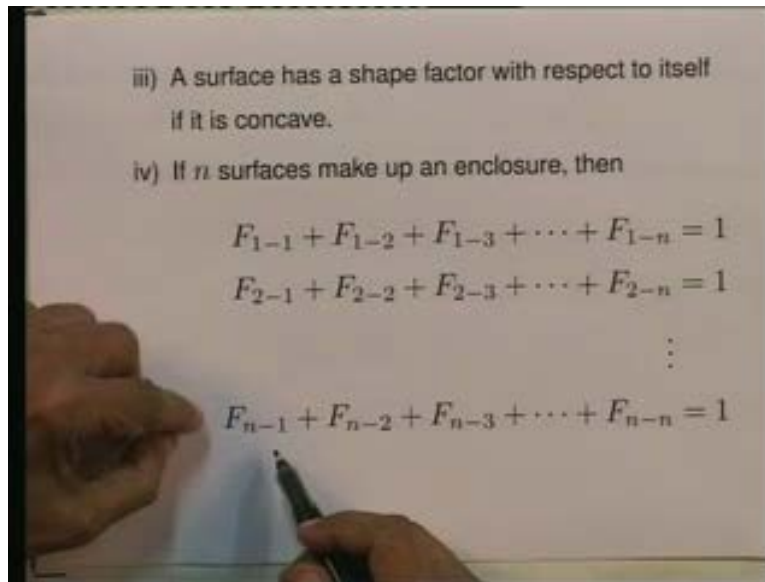 iii) A surface has a shape factor with respect to itself
if it is concave.
iv) If n surfaces make up an enclosure, then
F₁₋₁ + F₁₋₂ + F₁₋₃ + ⋯ + F₁₋ₙ = 1
F₂₋₁ + F₂₋₂ + F₂₋₃ + ⋯ + F₂₋ₙ = 1
⋮
Fₙ₋₁ + Fₙ₋₂ + Fₙ₋₃ + ⋯ + Fₙ₋ₙ = 1